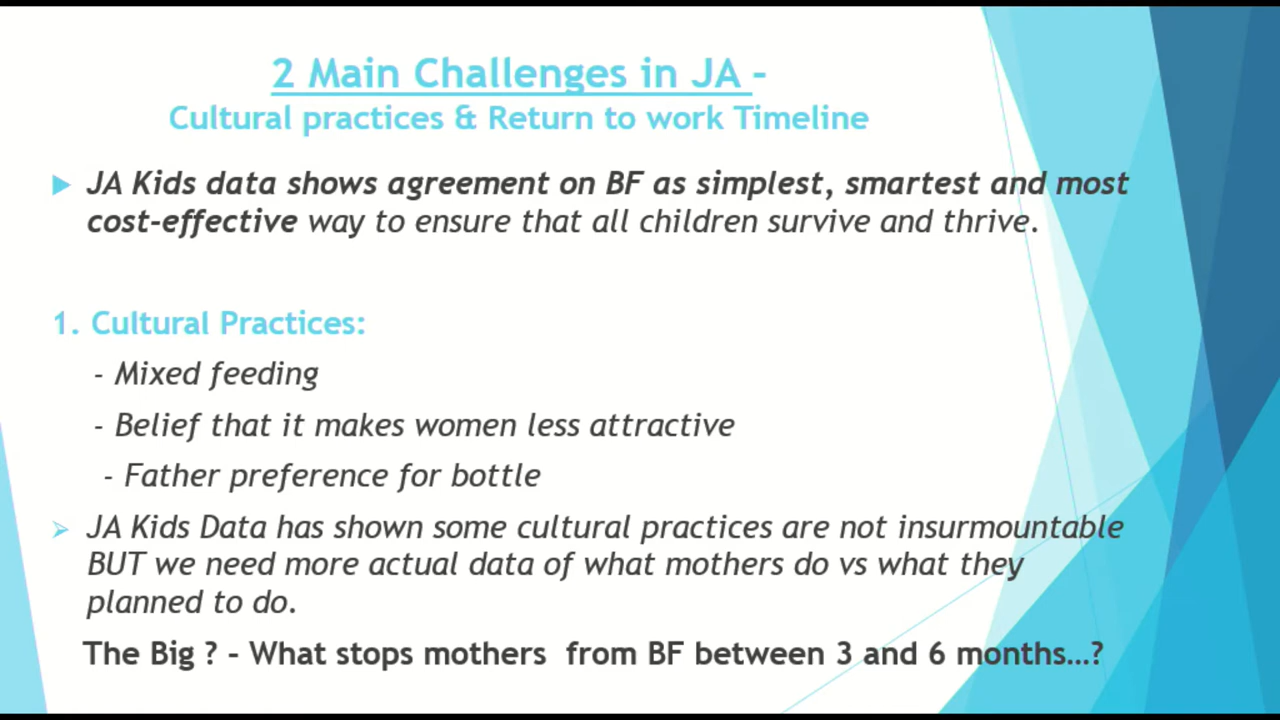 2 Main Challenges in JA -
Cultural practices & Return to work Timeline
JA Kids data shows agreement on BF as simplest, smartest and most
cost-effective way to ensure that all children survive and thrive.
1. Cultural Practices:
- Mixed feeding
- Belief that it makes women less attractive
- Father preference for bottle
JA Kids Data has shown some cultural practices are not insurmountable
BUT we need more actual data of what mothers do vs what they
planned to do.
The Big ? - What stops mothers from BF between 3 and 6 months...?